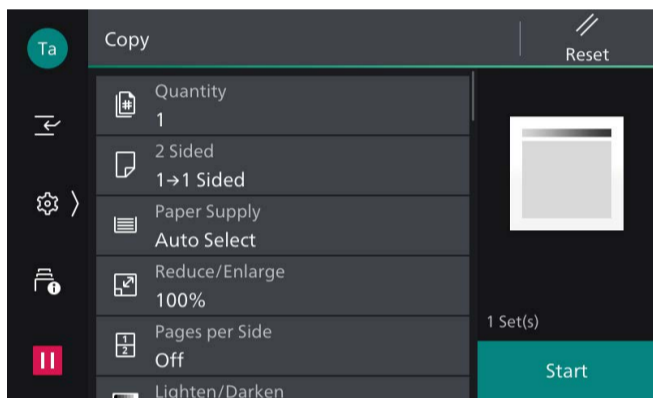 Ta
Copy
Reset
Quantity
1
2 Sided
1→1 Sided
Paper Supply
Auto Select
Reduce/Enlarge
100%
Pages per Side
Off
Lighten/Darken
1 Set(s)
Start